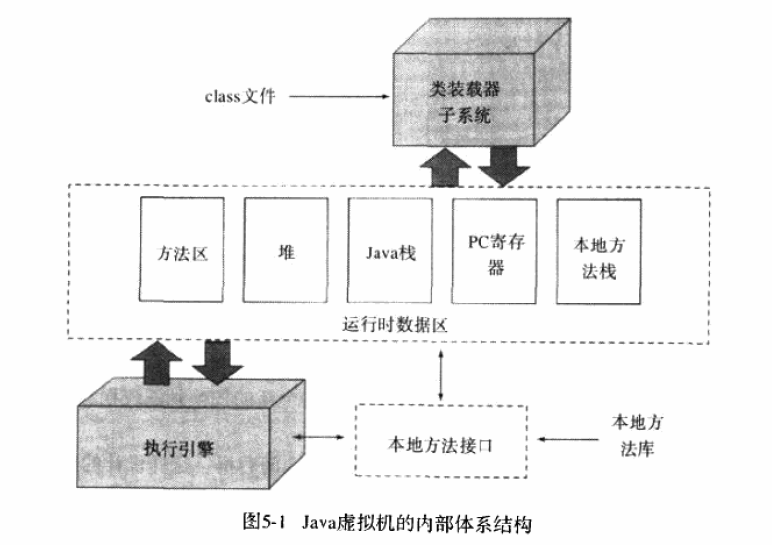 类装载器
子系统
class文件
方法区
堆
Java栈
PC寄存
器
本地方
法栈
运行时数据区
执行引擎
本地方法接口
本地方
法库
图5-1 Java虚拟机的内部体系结构